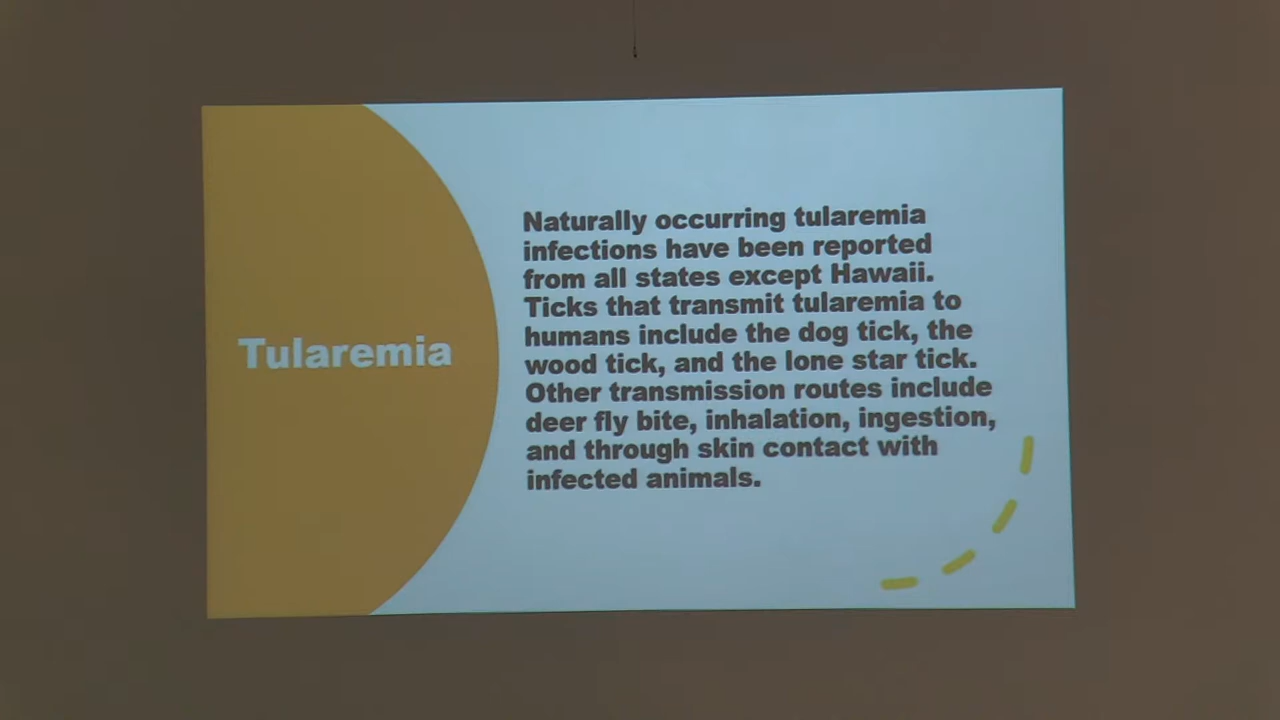 Tularemia
Naturally occurring tularemia
infections have been reported
from all states except Hawaii.
Ticks that transmit tularemia to
humans include the dog tick, the
wood tick, and the lone star tick.
Other transmission routes include
deer fly bite, inhalation, ingestion,
and through skin contact with
infected animals.